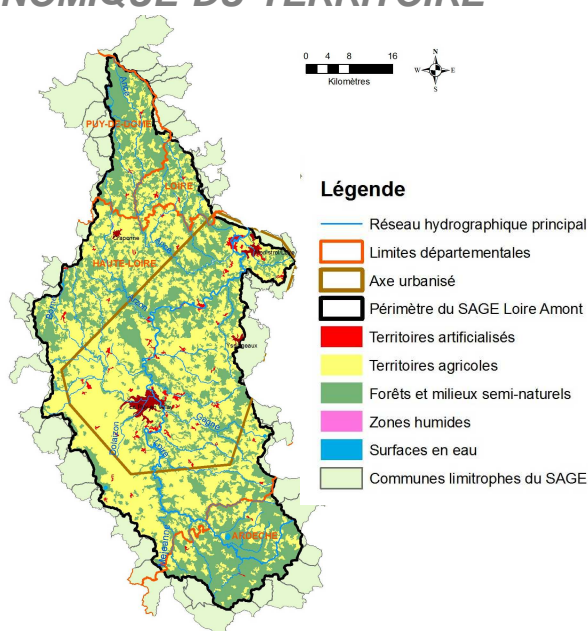 NOMIQUE DU TERRITOIRE
0 4 8 16
Kilomètres
N
W E
S
PUY-DE-DOME
LOIRE
Craponne
HAUTE-LOIRE
ARDECHE
Légende
Réseau hydrographique principal
Limites départementales
Axe urbanisé
Périmètre du SAGE Loire Amont
Territoires artificialisés
Territoires agricoles
Forêts et milieux semi-naturels
Zones humides
Surfaces en eau
Communes limitrophes du SAGE